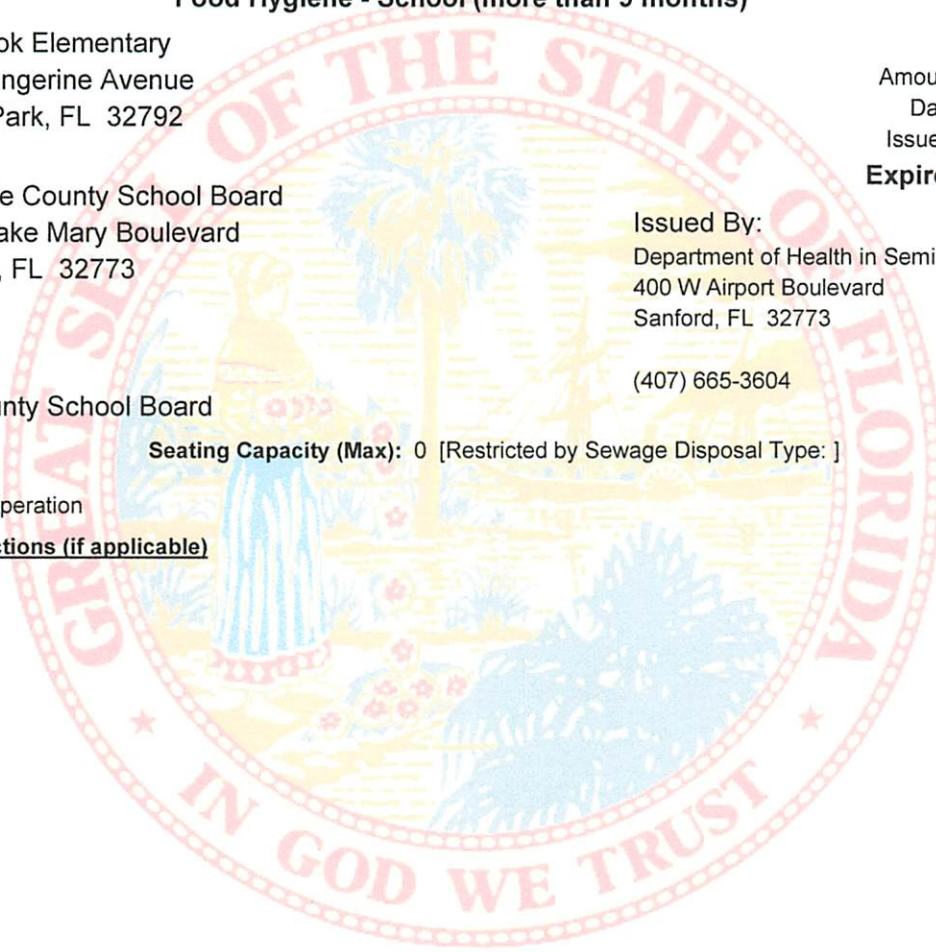 Food Hygiene - School (more than 9 months)
ok Elementary
ngerine Avenue
Park, FL 32792
Amou
Da
Issue
Expire
e County School Board
ake Mary Boulevard
, FL 32773
Issued By:
Department of Health in Semi
400 W Airport Boulevard
Sanford, FL 32773
(407) 665-3604
unty School Board
Seating Capacity (Max): 0 [Restricted by Sewage Disposal Type: ]
peration
ctions (if applicable)
GREAT SEAL OF THE STATE OF FLORIDA
IN GOD WE TRUST